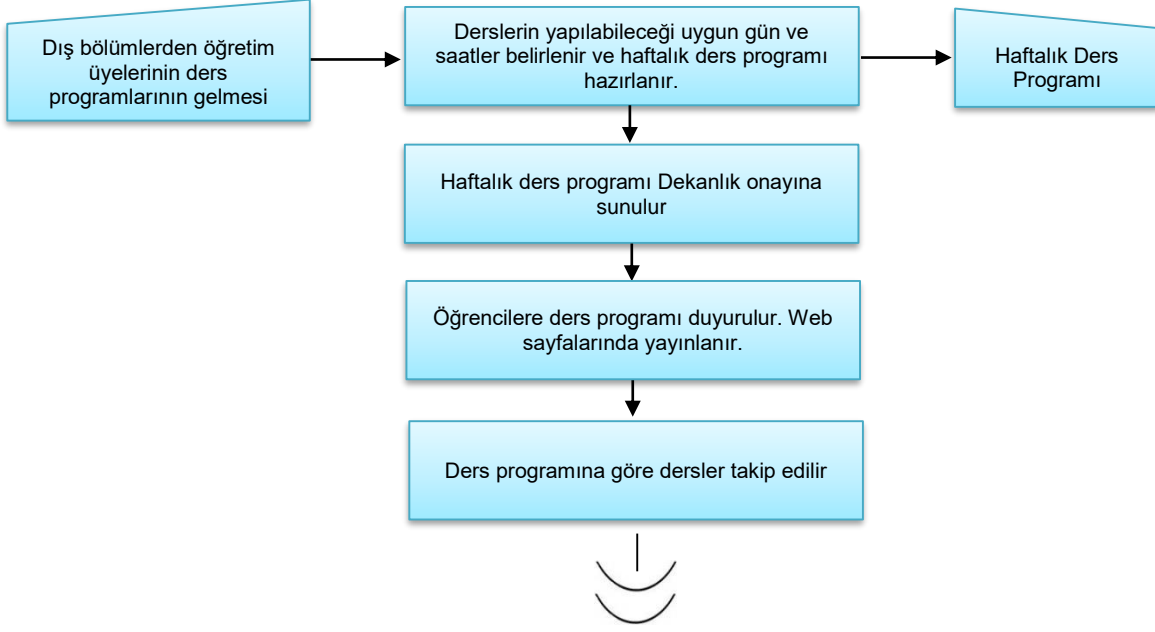 Dış bölümlerden öğretim
üyelerinin ders
programlarının gelmesi
Derslerin yapılabileceği uygun gün ve
saatler belirlenir ve haftalık ders programı
hazırlanır.
Haftalık Ders
Programı
Haftalık ders programı Dekanlık onayına
sunulur
Öğrencilere ders programı duyurulur. Web
sayfalarında yayınlanır.
Ders programına göre dersler takip edilir